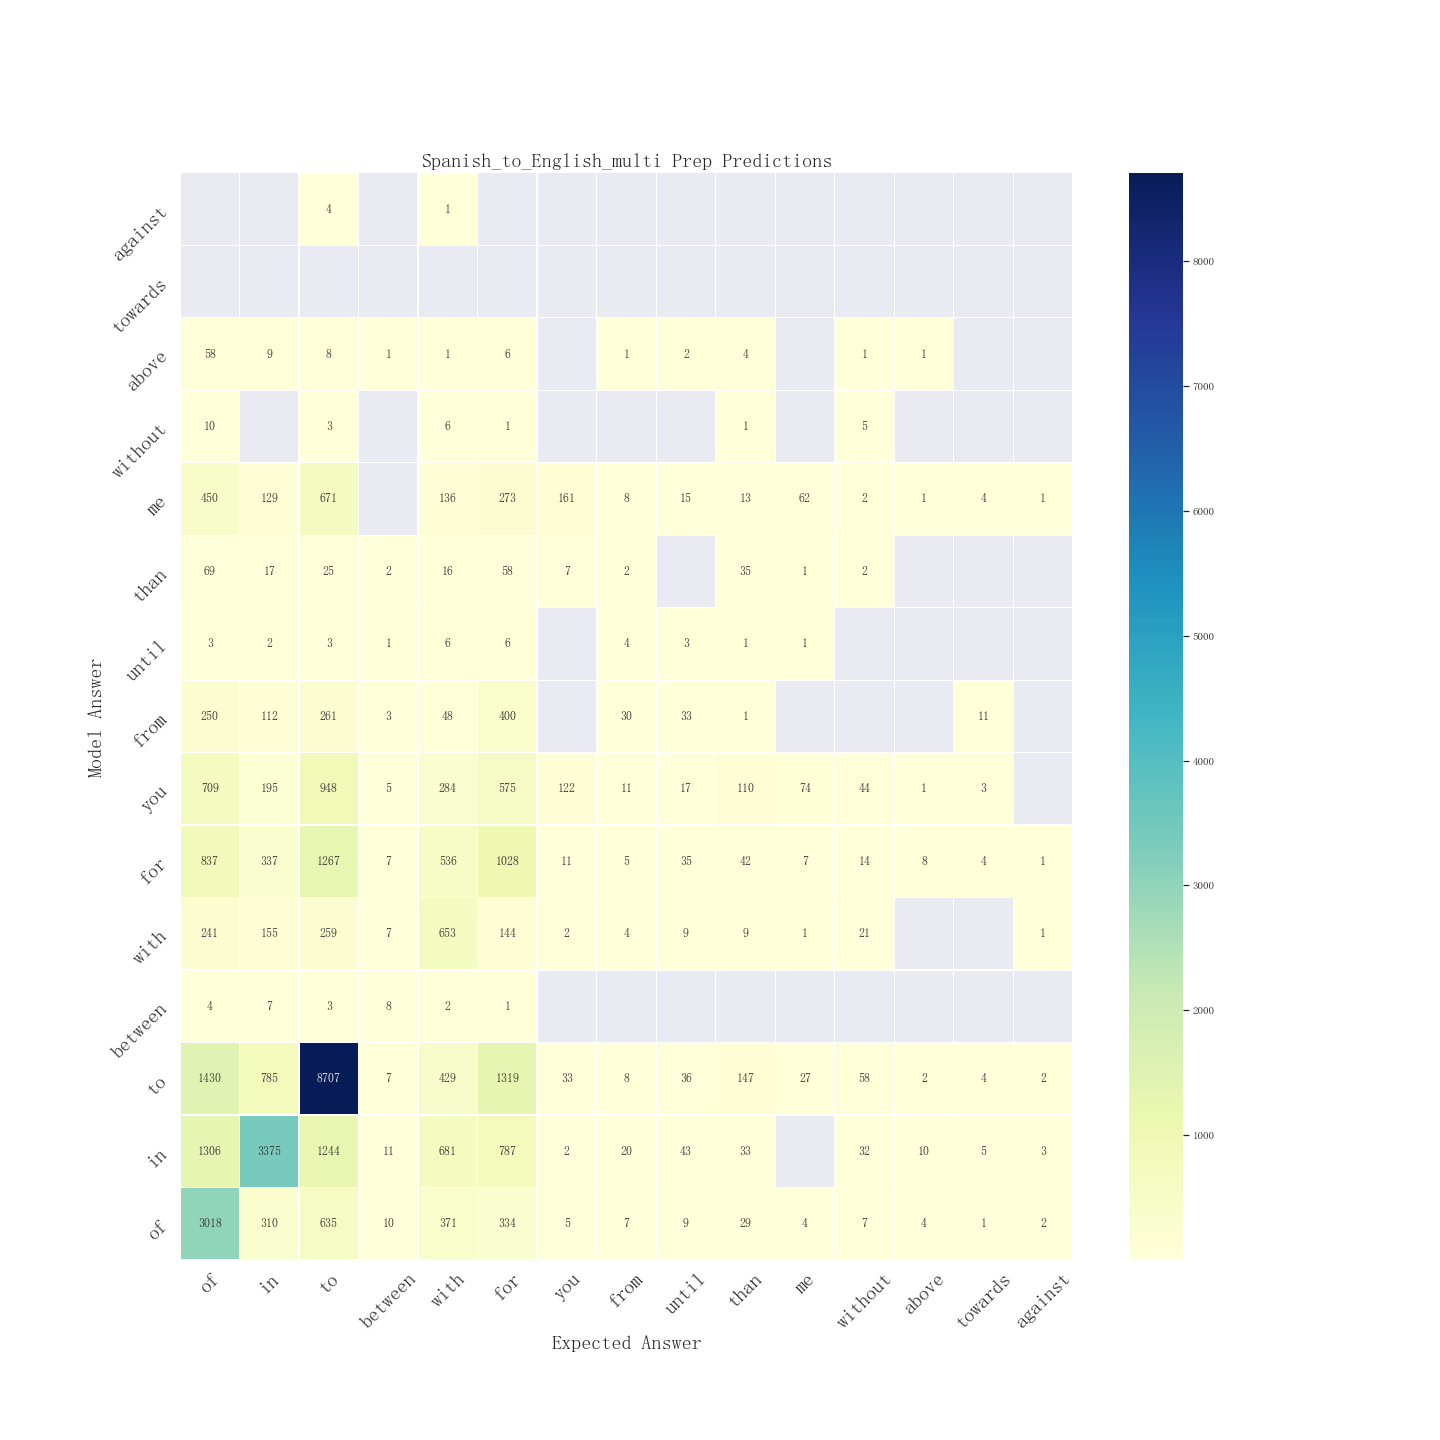 Spanish_to_English_multi Prep Predictions
against 4 1
towards
above 58 9 8 1 1 6 1 2 4 1 1
without 10 3 6 1 1 5
me 450 129 671 136 273 161 8 15 13 62 2 1 4 1
than 69 17 25 2 16 58 7 2 35 1 2
until 3 2 3 1 6 6 4 3 1 1
from 250 112 261 3 48 400 30 33 1 11
you 709 195 948 5 284 575 122 11 17 110 74 44 1 3
for 837 337 1267 7 536 1028 11 5 35 42 7 14 8 4 1
with 241 155 259 7 653 144 2 4 9 9 1 21 1
between 4 7 3 8 2 1
to 1430 785 8707 7 429 1319 33 8 36 147 27 58 2 4 2
in 1306 3375 1244 11 681 787 2 20 43 33 32 10 5 3
of 3018 310 635 10 371 334 5 7 9 29 4 7 4 1 2
of in to between with for you from until than me without above towards against
Expected Answer
Model Answer
8000
7000
6000
5000
4000
3000
2000
1000